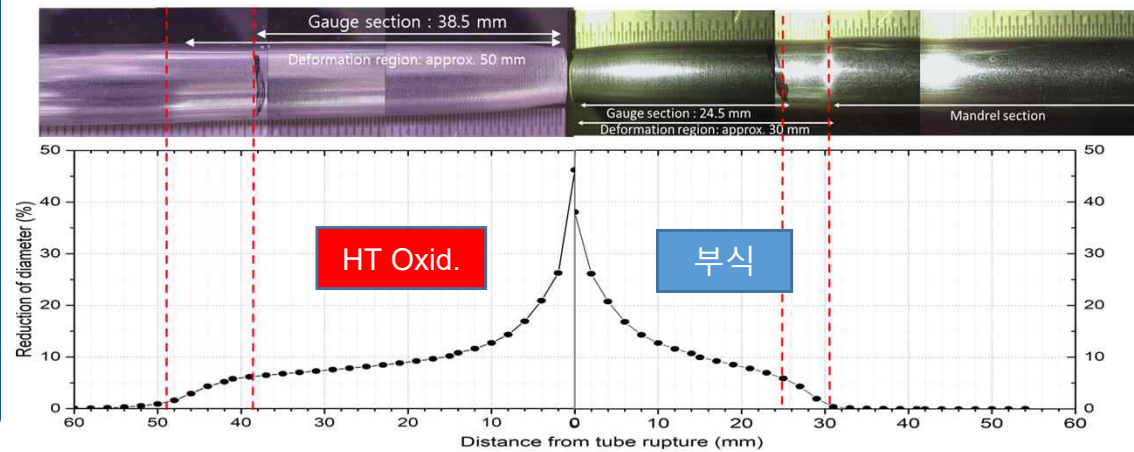 Gauge section : 38.5 mm
Deformation region: approx. 50 mm
Gauge section : 24.5 mm
Deformation region: approx. 30 mm
Mandrel section
50
40
30
20
10
0
Reduction of diameter (%)
HT Oxid.
부식
50
40
30
20
10
0
60 50 40 30 20 10 0 10 20 30 40 50 60
Distance from tube rupture (mm)